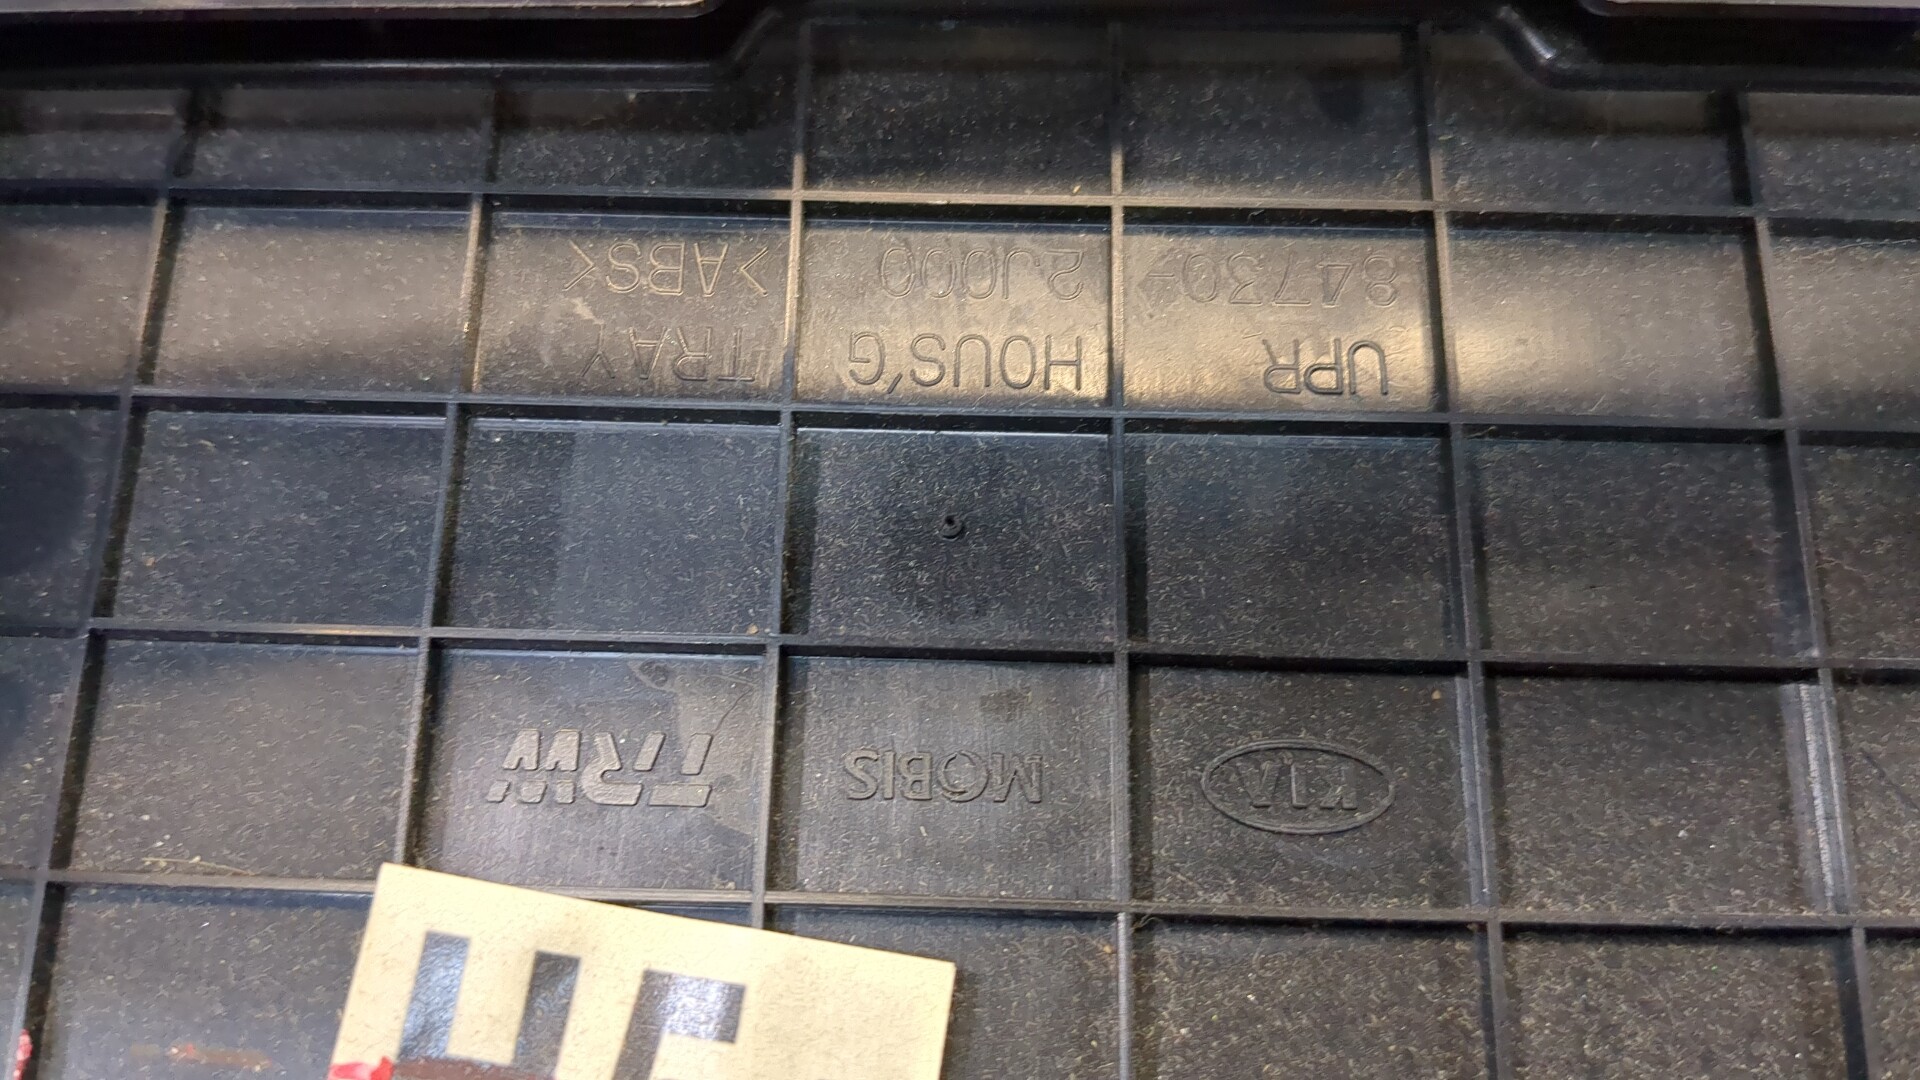 KIA MOBIS TRW
UPR HOUS'G TRAY
84730- 2J000 >ABS<